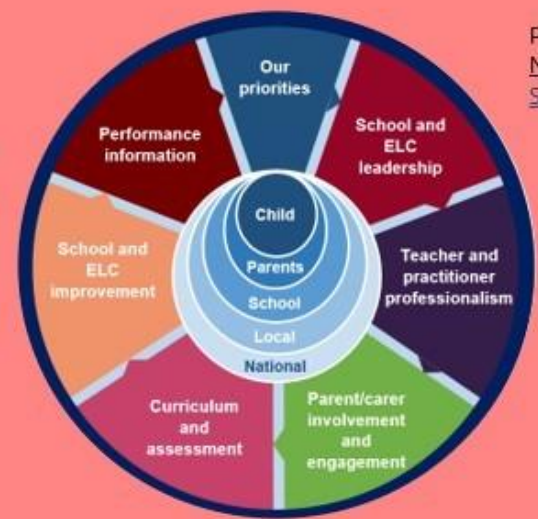 Our
priorities
School and
ELC
leadership
Teacher and
practitioner
professionalism
Parent/carer
involvement
and
engagement
Curriculum
and
assessment
School and
ELC
improvement
Performance
information
Child
Parents
School
Local
National